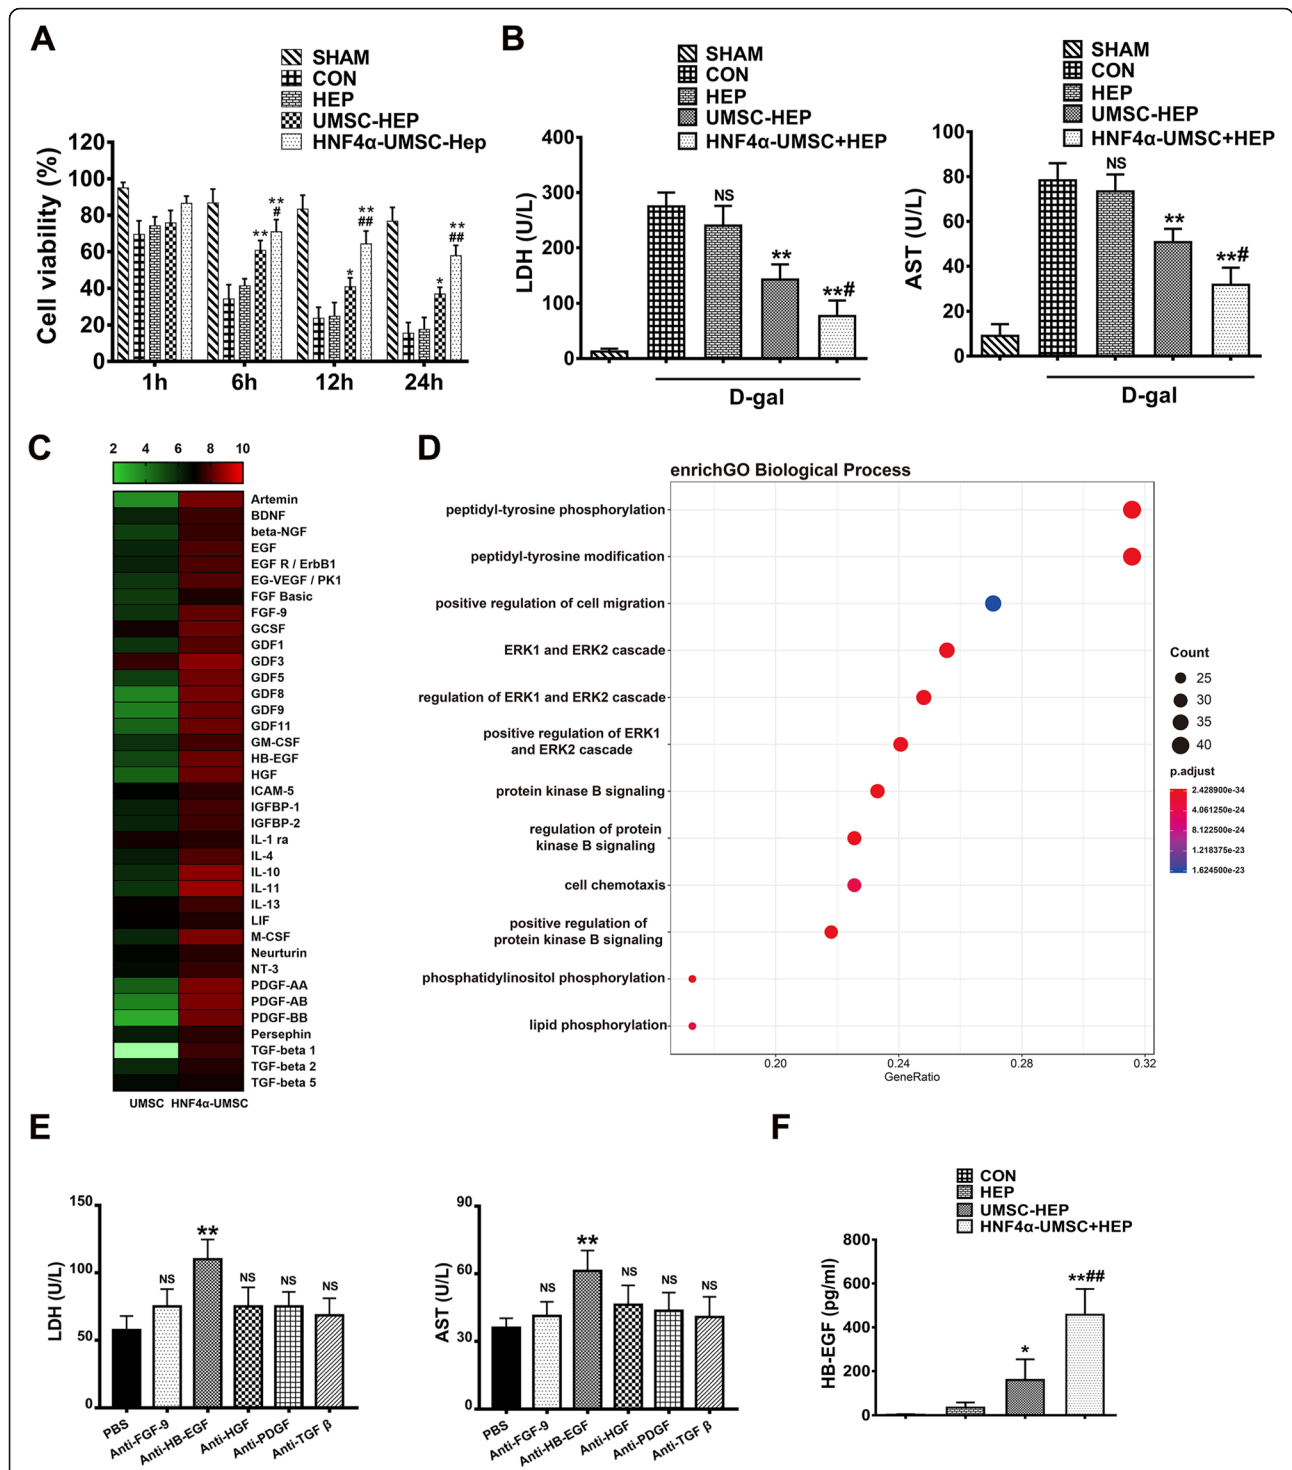 A
SHAM
CON
HEP
UMSC-HEP
HNF4α-UMSC-Hep
Cell viability (%)
120
100
80
60
40
20
0
** #
**
** ##
*
** ##
*
1h 6h 12h 24h
B
SHAM
CON
HEP
UMSC-HEP
HNF4α-UMSC+HEP
LDH (U/L)
400
300
200
100
0
NS
**
**#
D-gal
SHAM
CON
HEP
UMSC-HEP
HNF4α-UMSC+HEP
AST (U/L)
100
80
60
40
20
0
NS
**
**#
D-gal
C
2 4 6 8 10
Artemin
BDNF
beta-NGF
EGF
EGF R / ErbB1
EG-VEGF / PK1
FGF Basic
FGF-9
GCSF
GDF1
GDF3
GDF5
GDF8
GDF9
GDF11
GM-CSF
HB-EGF
HGF
ICAM-5
IGFBP-1
IGFBP-2
IL-1 ra
IL-4
IL-10
IL-11
IL-13
LIF
M-CSF
Neurturin
NT-3
PDGF-AA
PDGF-AB
PDGF-BB
Persephin
TGF-beta 1
TGF-beta 2
TGF-beta 5
UMSC HNF4α-UMSC
D
enrichGO Biological Process
peptidyl-tyrosine phosphorylation
peptidyl-tyrosine modification
positive regulation of cell migration
ERK1 and ERK2 cascade
regulation of ERK1 and ERK2 cascade
positive regulation of ERK1
and ERK2 cascade
protein kinase B signaling
regulation of protein
kinase B signaling
cell chemotaxis
positive regulation of
protein kinase B signaling
phosphatidylinositol phosphorylation
lipid phosphorylation
0.20 0.24 0.28 0.32
GeneRatio
Count
25
30
35
40
p.adjust
2.428900e-34
4.061250e-24
8.122500e-24
1.218375e-23
1.624500e-23
E
LDH (U/L)
150
100
50
0
NS
**
NS
NS
NS
PBS
Anti-FGF-9
Anti-HB-EGF
Anti-HGF
Anti-PDGF
Anti-TGF β
AST (U/L)
90
60
30
0
NS
**
NS
NS
NS
PBS
Anti-FGF-9
Anti-HB-EGF
Anti-HGF
Anti-PDGF
Anti-TGF β
F
CON
HEP
UMSC-HEP
HNF4α-UMSC+HEP
HB-EGF (pg/ml)
800
600
400
200
0
*
**##